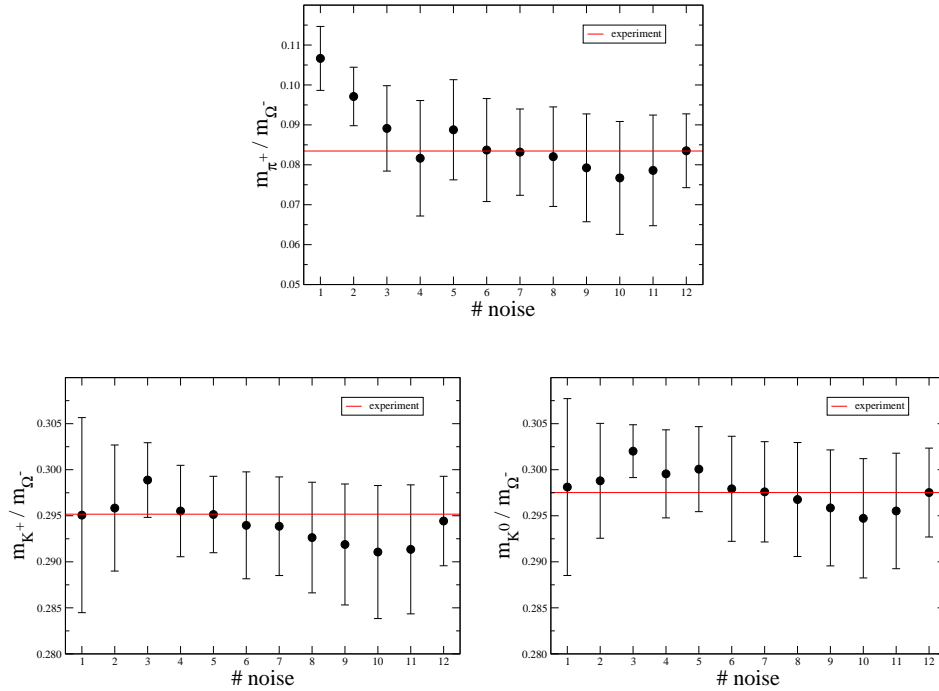 experiment
0.11
0.10
0.09
0.08
0.07
0.06
0.05
m_π⁺ / m_Ω⁻
1 2 3 4 5 6 7 8 9 10 11 12
# noise
experiment
0.305
0.300
0.295
0.290
0.285
0.280
m_K⁺ / m_Ω⁻
1 2 3 4 5 6 7 8 9 10 11 12
# noise
experiment
0.305
0.300
0.295
0.290
0.285
0.280
m_K⁰ / m_Ω⁻
1 2 3 4 5 6 7 8 9 10 11 12
# noise